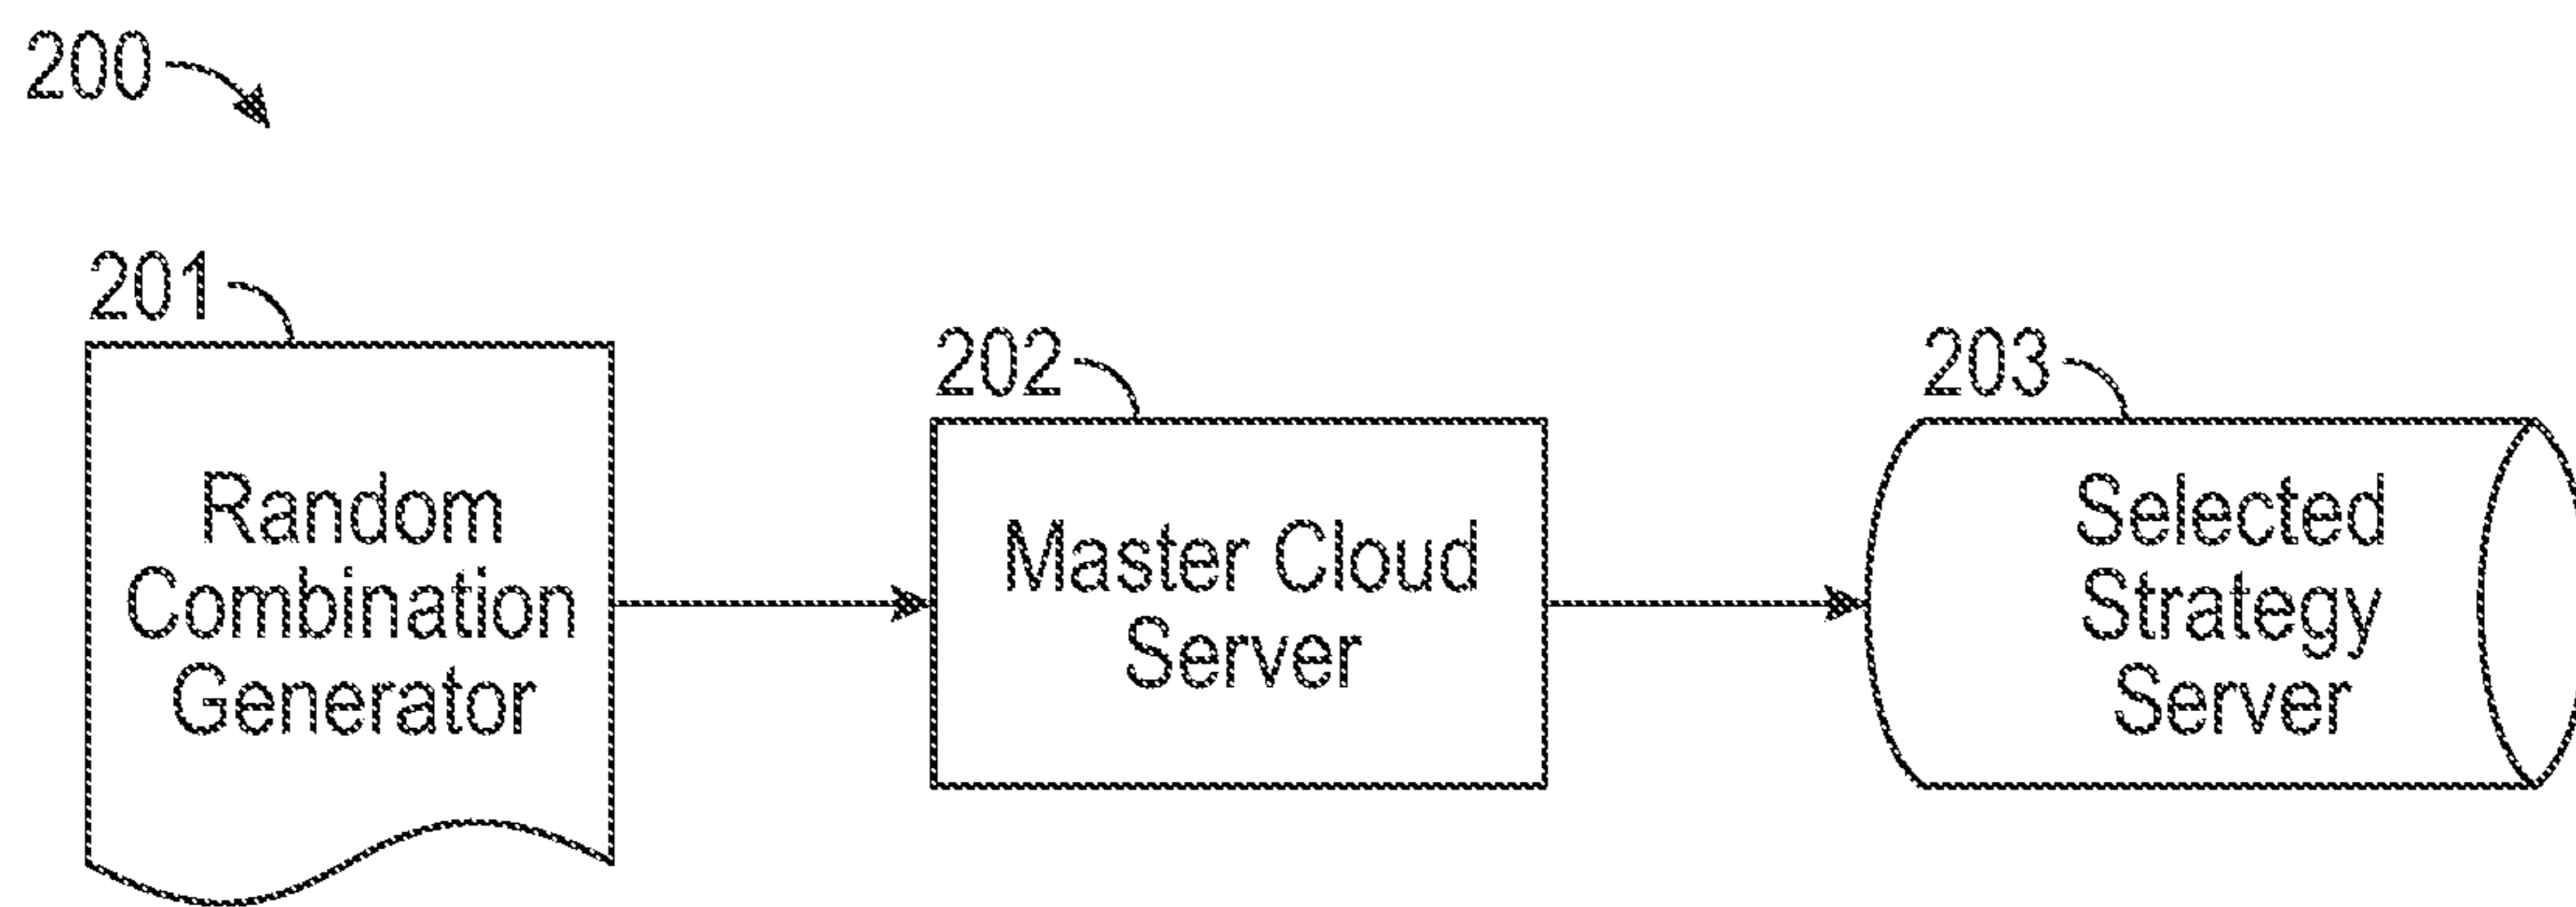 200
201
Random
Combination
Generator
202
Master Cloud
Server
203
Selected
Strategy
Server